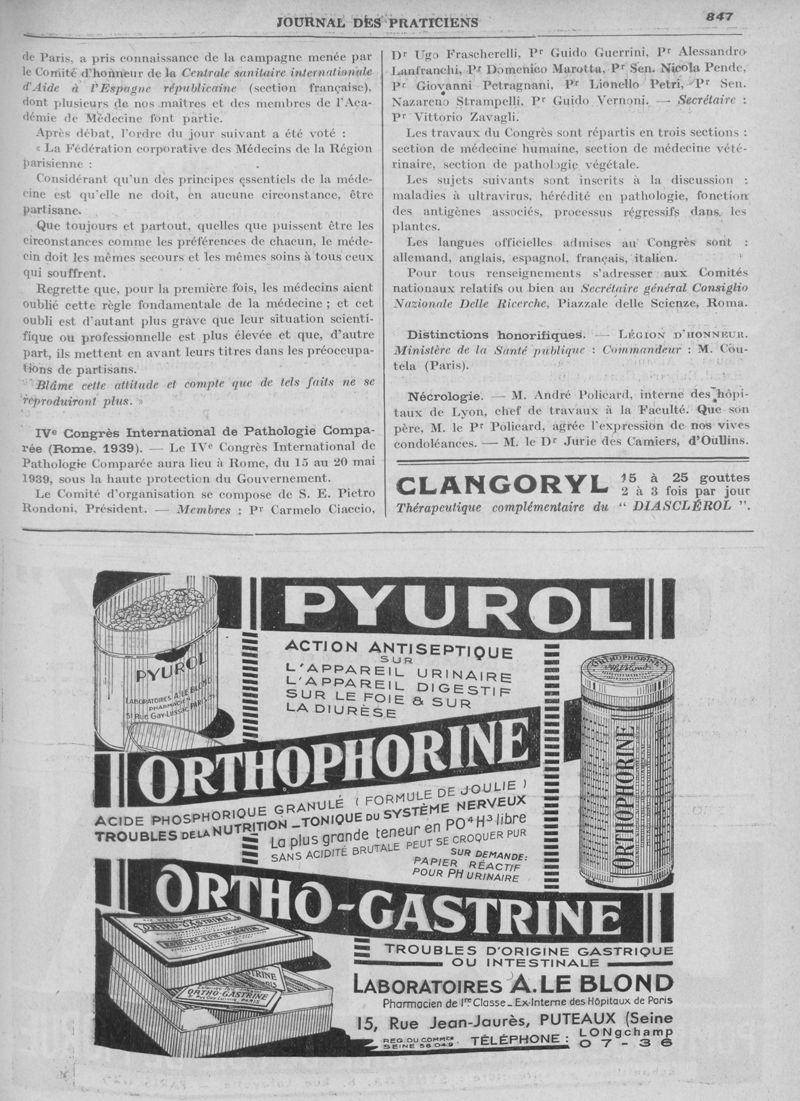 JOURNAL DES PRATICIENS
847
de Paris, a pris connaissance de la campagne menée par
le Comité d'honneur de la Centrale sanitaire internationale
d'Aide à l'Espagne républicaine (section française),
dont plusieurs de nos maîtres et des membres de l'Aca-
démie de Médecine font partie.
Après débat, l'ordre du jour suivant a été voté :
« La Fédération corporative des Médecins de la Région
parisienne :
Considérant qu'un des principes essentiels de la méde-
cine est qu'elle ne doit, en aucune circonstance, être
partisane.
Que toujours et partout, quelles que puissent être les
circonstances comme les préférences de chacun, le méde-
cin doit les mêmes secours et les mêmes soins à tous ceux
qui souffrent.
Regrette que, pour la première fois, les médecins aient
oublié cette règle fondamentale de la médecine ; et cet
oubli est d'autant plus grave que leur situation scienti-
fique ou professionnelle est plus élevée et que, d'autre
part, ils mettent en avant leurs titres dans les préoccupa-
tions de partisans.
Blâme cette attitude et compte que de tels faits ne se
reproduiront plus. »
IVe Congrès International de Pathologie Compa-
rée (Rome, 1939). — Le IVe Congrès International de
Pathologie Comparée aura lieu à Rome, du 15 au 20 mai
1939, sous la haute protection du Gouvernement.
Le Comité d'organisation se compose de S. E. Pietro
Rondoni, Président. — Membres : Pr Carmelo Ciaccio,
Dr Ugo Frascherelli, Pr Guido Guerrini, Pr Alessandro
Lanfranchi, Pr Domenico Marotta, Pr Sen. Nicola Pende,
Pr Giovanni Petragnani, Pr Lionello Petri, Pr Sen.
Nazareno Strampelli, Pr Guido Vernoni. — Secrétaire :
Pr Vittorio Zavagli.
Les travaux du Congrès sont répartis en trois sections :
section de médecine humaine, section de médecine vété-
rinaire, section de pathologie végétale.
Les sujets suivants sont inscrits à la discussion :
maladies à ultravirus, hérédité en pathologie, fonction
des antigènes associés, processus régressifs dans les
plantes.
Les langues officielles admises au Congrès sont :
allemand, anglais, espagnol, français, italien.
Pour tous renseignements s'adresser aux Comités
nationaux relatifs ou bien au Secrétaire général Consiglio
Nazionale Delle Ricerche, Piazzale delle Scienze, Roma.
Distinctions honorifiques. — LÉGION D'HONNEUR.
Ministère de la Santé publique : Commandeur : M. Cou-
tela (Paris).
Nécrologie. — M. André Policard, interne des hôpi-
taux de Lyon, chef de travaux à la Faculté. Que son
père, M. le Pr Policard, agrée l'expression de nos vives
condoléances. — M. le Dr Jurie des Camiers, d'Oullins.
CLANGORYL 15 à 25 gouttes
2 à 3 fois par jour
Thérapeutique complémentaire du “ DIASCLÉROL ”.
PYUROL
ACTION ANTISEPTIQUE
SUR
L'APPAREIL URINAIRE
L'APPAREIL DIGESTIF
SUR LE FOIE & SUR
LA DIURÈSE
PYUROL
LABORATOIRES A. LE BLOND
PHARMACIEN
51 Rue Gay-Lussac PARIS
ORTHOPHORINE
ORTHOPHORINE
ORTHOPHORINE
ACIDE PHOSPHORIQUE GRANULÉ (FORMULE DE JOULIE)
TROUBLES DE LA NUTRITION _ TONIQUE DU SYSTÈME NERVEUX
La plus grande teneur en PO⁴H³ libre
SANS ACIDITÉ BRUTALE PEUT SE CROQUER PUR
SUR DEMANDE:
PAPIER RÉACTIF
POUR PH URINAIRE
ORTHO-GASTRINE
ORTHO-GASTRINE
ORTHO-GASTRINE
TROUBLES D'ORIGINE GASTRIQUE
OU INTESTINALE
LABORATOIRES A. LE BLOND
Pharmacien de 1re Classe _ Ex-Interne des Hôpitaux de Paris
15, Rue Jean-Jaurès, PUTEAUX (Seine
REG. DU COMMce
SEINE 56.049
TÉLÉPHONE : LONgchamp
07-36